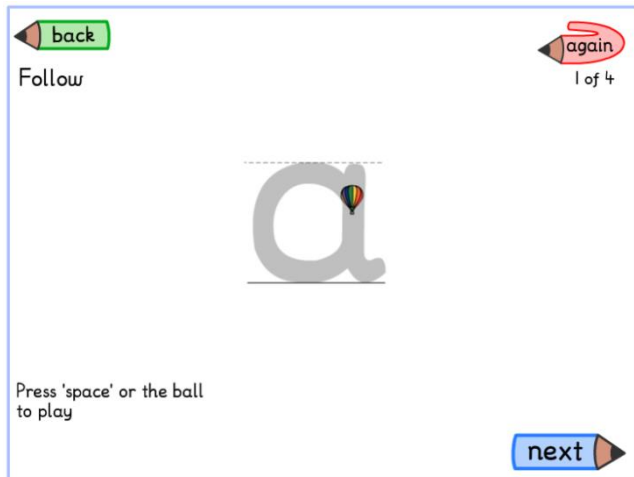 back
again
Follow
1 of 4
a
Press 'space' or the ball
to play
next